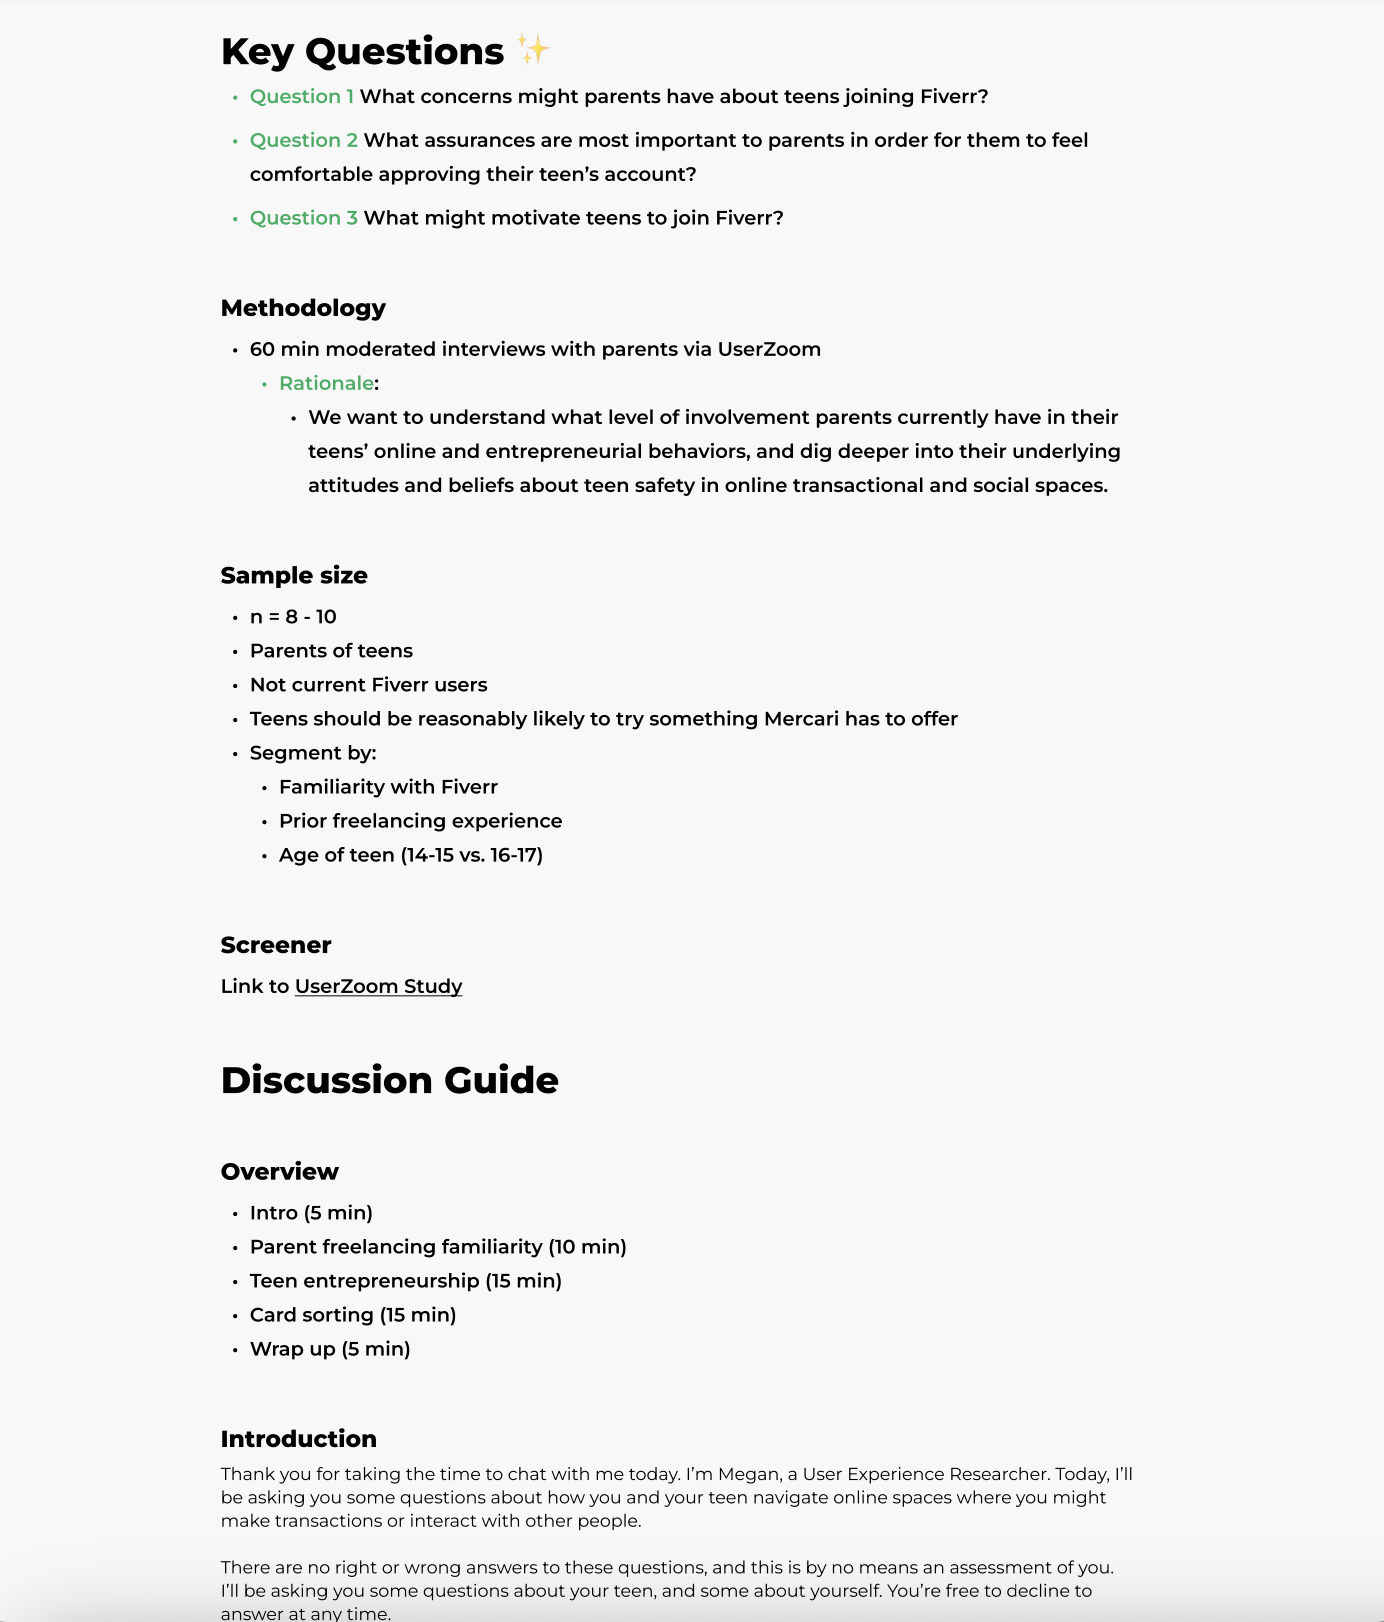 Key Questions ✨
• Question 1 What concerns might parents have about teens joining Fiverr?
• Question 2 What assurances are most important to parents in order for them to feel
comfortable approving their teen’s account?
• Question 3 What might motivate teens to join Fiverr?
Methodology
• 60 min moderated interviews with parents via UserZoom
• Rationale:
• We want to understand what level of involvement parents currently have in their
teens’ online and entrepreneurial behaviors, and dig deeper into their underlying
attitudes and beliefs about teen safety in online transactional and social spaces.
Sample size
• n = 8 - 10
• Parents of teens
• Not current Fiverr users
• Teens should be reasonably likely to try something Mercari has to offer
• Segment by:
• Familiarity with Fiverr
• Prior freelancing experience
• Age of teen (14-15 vs. 16-17)
Screener
Link to UserZoom Study
Discussion Guide
Overview
• Intro (5 min)
• Parent freelancing familiarity (10 min)
• Teen entrepreneurship (15 min)
• Card sorting (15 min)
• Wrap up (5 min)
Introduction
Thank you for taking the time to chat with me today. I’m Megan, a User Experience Researcher. Today, I’ll
be asking you some questions about how you and your teen navigate online spaces where you might
make transactions or interact with other people.
There are no right or wrong answers to these questions, and this is by no means an assessment of you.
I’ll be asking you some questions about your teen, and some about yourself. You’re free to decline to
answer at any time.